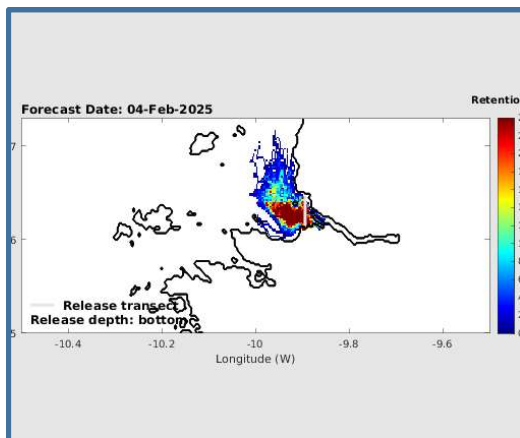 Retentio
Forecast Date: 04-Feb-2025
7
6
5
Release transect
Release depth: bottom
-10.4 -10.2 -10 -9.8 -9.6
Longitude (W)